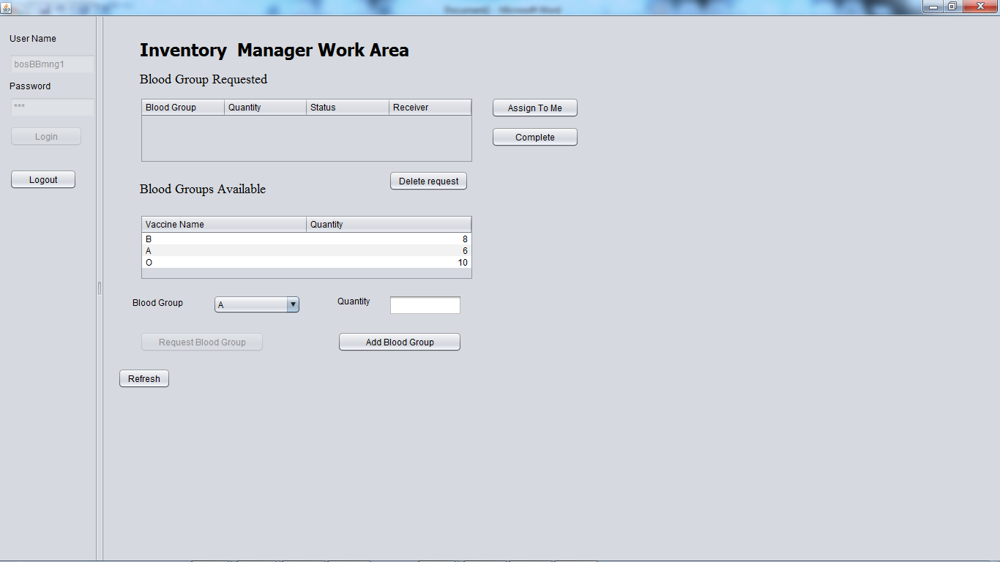 Document1 - Microsoft Word
User Name
bosBBmng1
Password
***
Login
Logout
Inventory  Manager Work Area
Blood Group Requested
Blood Group Quantity Status Receiver
Assign To Me
Complete
Delete request
Blood Groups Available
Vaccine Name Quantity
B 8
A 6
O 10
Blood Group A Quantity
Request Blood Group Add Blood Group
Refresh